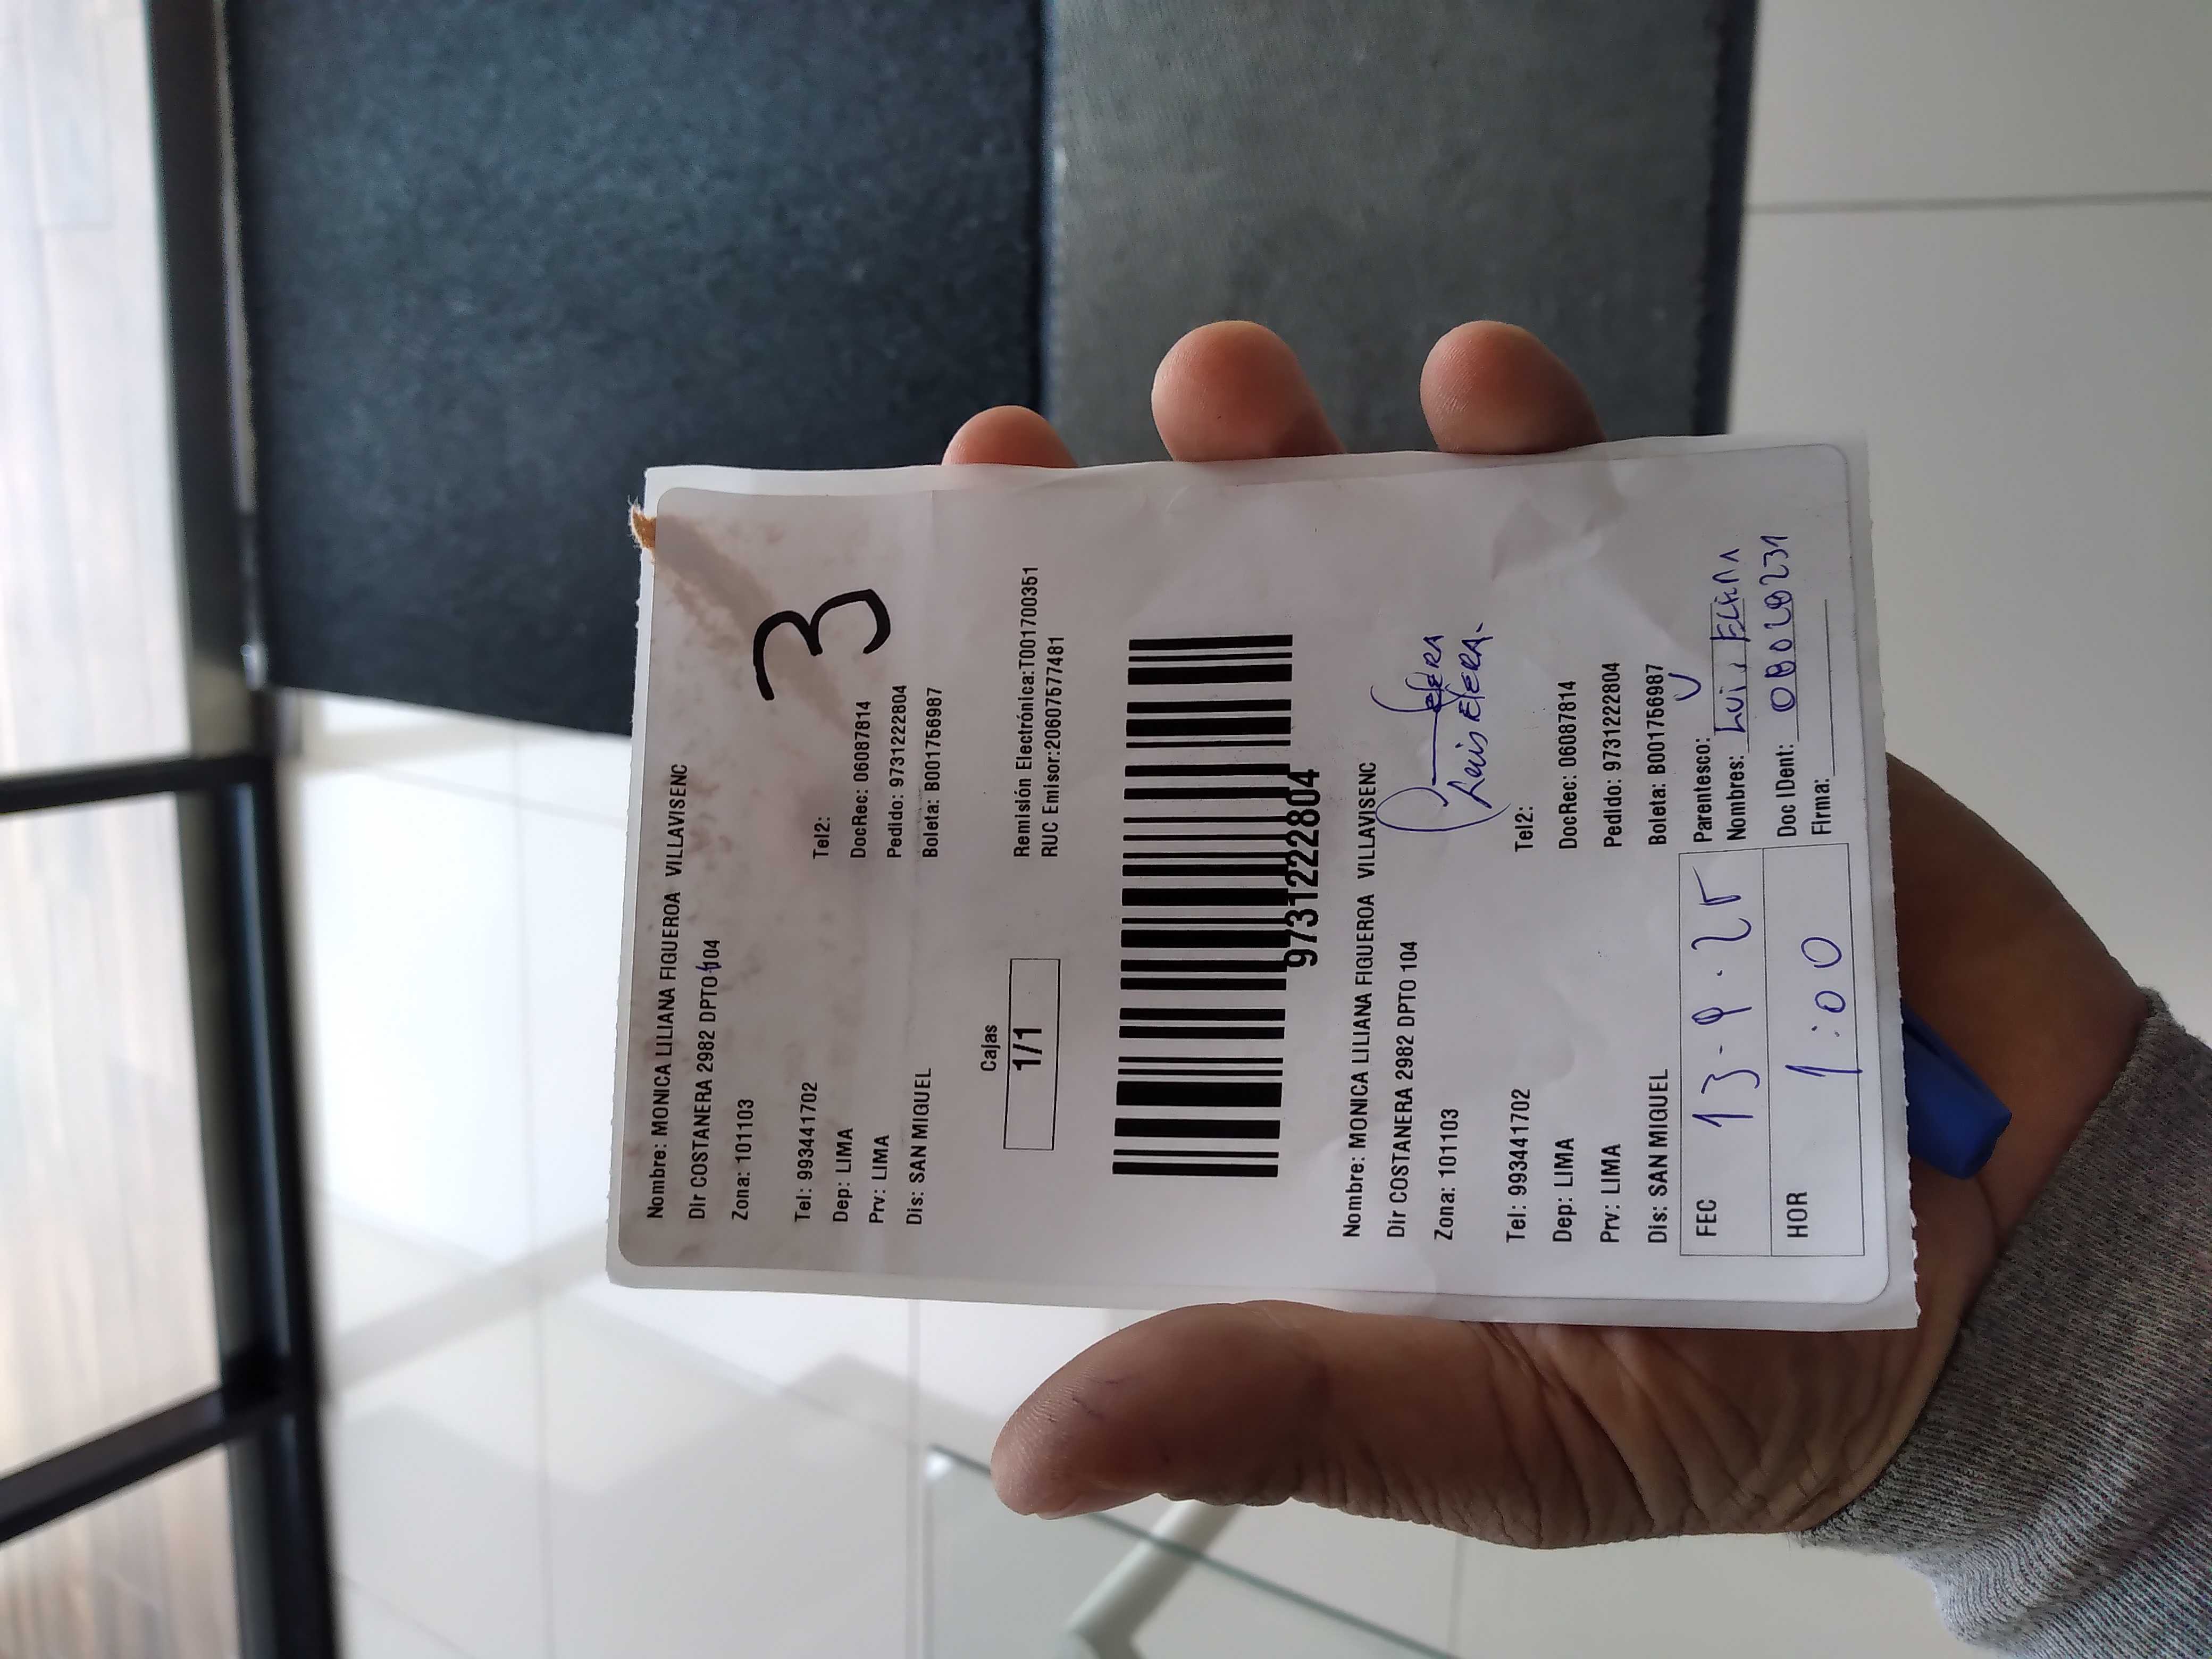 Nombre: MONICA LILIANA FIGUEROA VILLAVISENC
Dir COSTANERA 2982 DPTO 104
Zona: 101103
3
Tel: 993441702 Tel2:
Dep: LIMA DocRec: 06087814
Prv: LIMA Pedido: 9731222804
Dis: SAN MIGUEL Boleta: B001756987
Cajas
1/1
Remisión Electrónica:T001700351
RUC Emisor:20607577481
9731222804
Nombre: MONICA LILIANA FIGUEROA VILLAVISENC
Dir COSTANERA 2982 DPTO 104
Zona: 101103
Luis
Tel: 993441702 Tel2:
Dep: LIMA DocRec: 06087814
Prv: LIMA Pedido: 9731222804
Dis: SAN MIGUEL Boleta: B001756987
FEC 13-9-25 Parentesco:
Nombres: Luis
HOR 1:00 Doc IDent:
Firma: